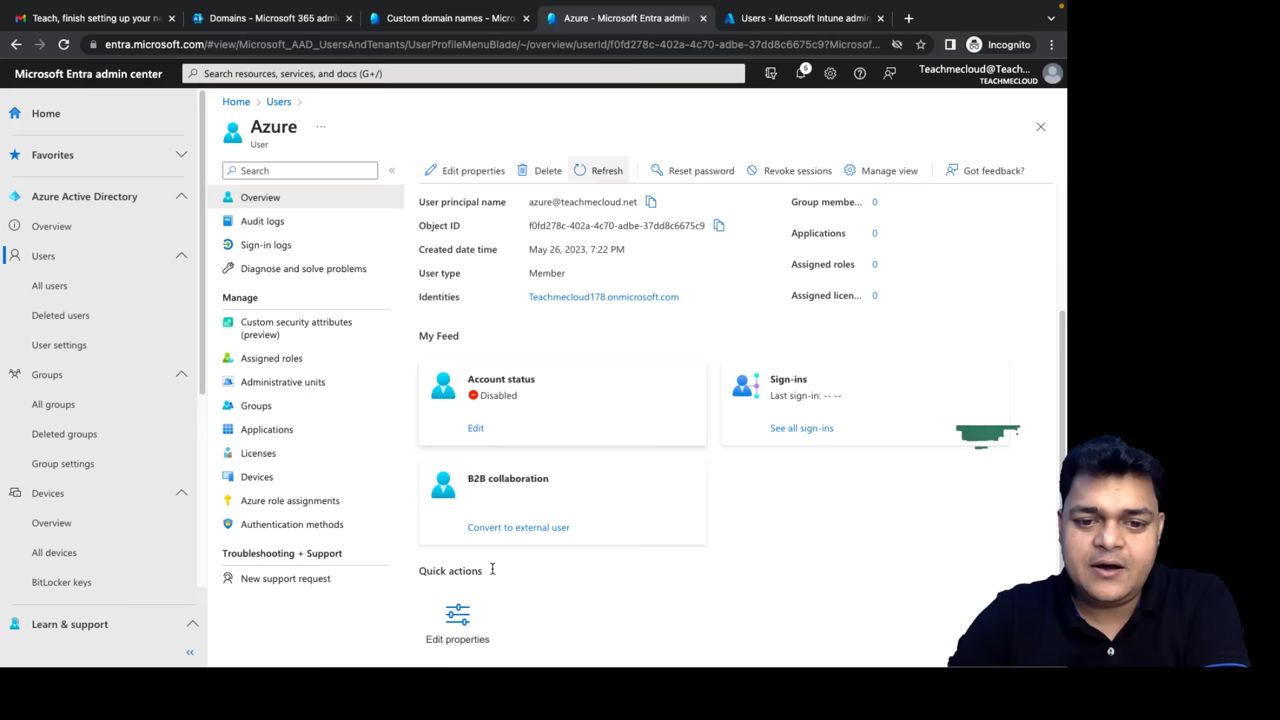 Teach, finish setting up your ne
Domains - Microsoft 365 admi
Custom domain names - Micro
Azure - Microsoft Entra admin
Users - Microsoft Intune admin
entra.microsoft.com/#view/Microsoft_AAD_UsersAndTenants/UserProfileMenuBlade/~/overview/userId/f0fd278c-402a-4c70-adbe-37dd8c6675c9?Microsof...
Incognito
Microsoft Entra admin center
Search resources, services, and docs (G+/)
6
Teachmecloud@Teach...
TEACHMECLOUD
Home
Favorites
Azure Active Directory
Overview
Users
All users
Deleted users
User settings
Groups
All groups
Deleted groups
Group settings
Devices
Overview
All devices
BitLocker keys
Learn & support
Home > Users >
Azure ...
User
Search
Overview
Audit logs
Sign-in logs
Diagnose and solve problems
Manage
Custom security attributes
(preview)
Assigned roles
Administrative units
Groups
Applications
Licenses
Devices
Azure role assignments
Authentication methods
Troubleshooting + Support
New support request
Edit properties
Delete
Refresh
Reset password
Revoke sessions
Manage view
Got feedback?
User principal name azure@teachmecloud.net
Object ID f0fd278c-402a-4c70-adbe-37dd8c6675c9
Created date time May 26, 2023, 7:22 PM
User type Member
Identities Teachmecloud178.onmicrosoft.com
Group membe... 0
Applications 0
Assigned roles 0
Assigned licen... 0
My Feed
Account status
Disabled
Edit
Sign-ins
Last sign-in: -- --
See all sign-ins
B2B collaboration
Convert to external user
Quick actions
Edit properties